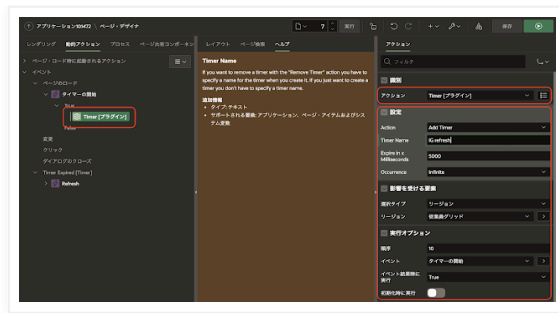 アプリケーション101472 \ ページ・デザイナ
7
実行
保存
レンダリング 動的アクション プロセス ページ共有コンポーネン
ページ・ロード時に起動されるアクション
イベント
ページのロード
タイマーの開始
True
Timer [プラグイン]
False
変更
クリック
ダイアログのクローズ
Timer Expired [Timer]
Refresh
レイアウト ページ検索 ヘルプ
Timer Name
If you want to remove a timer with the "Remove Timer" action you have to
specify a name for the timer when you create it. If you just want to create a
timer you don't have to specify a timer name.
追加情報
• タイプ: テキスト
• サポートされる置換: アプリケーション、ページ・アイテムおよびシス
テム変数
アクション
フィルタ
識別
アクション Timer [プラグイン]
設定
Action Add Timer
Timer Name IG-refresh
Expire in x
Milliseconds 5000
Occurrence Infinite
影響を受ける要素
選択タイプ リージョン
リージョン 従業員グリッド
実行オプション
順序 10
イベント タイマーの開始
イベント結果時に
実行 True
初期化時に実行